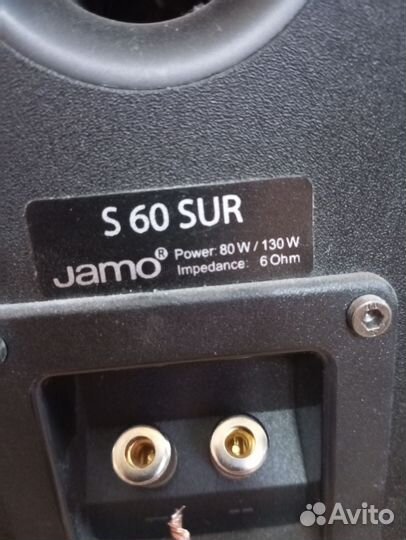 S 60 SUR
Jamo® Power: 80 W / 130 W
Impedance: 6 Ohm
Avito